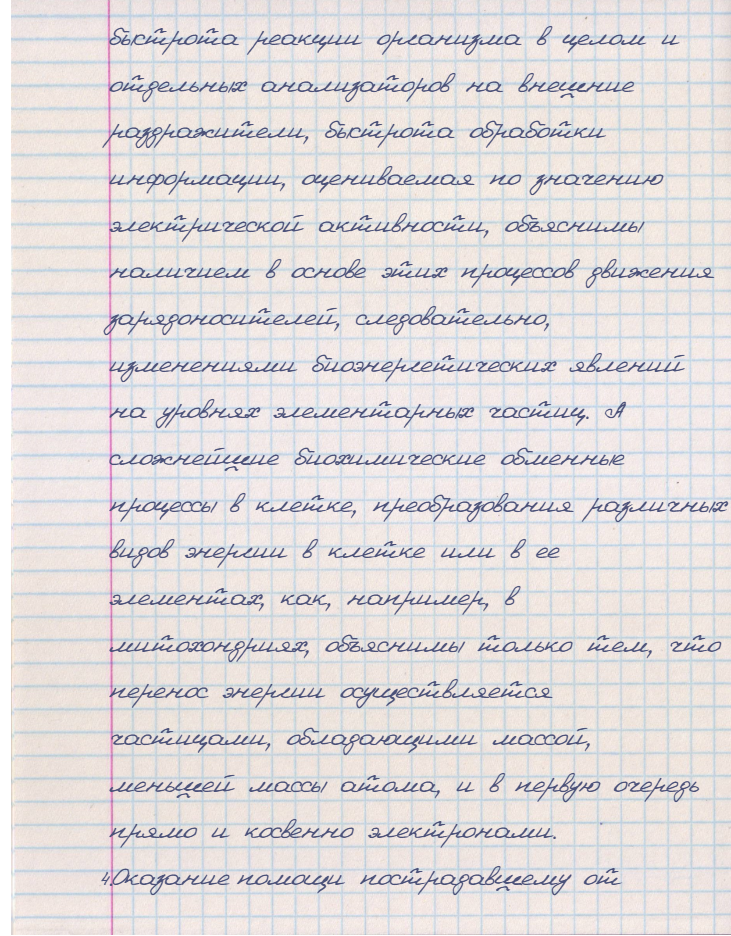 быстрота реакции организма в целом и
отдельных анализаторов на внешние
раздражители, быстрота обработки
информации, оцениваемая по значению
электрической активности, объяснимы
наличием в основе этих процессов движения
зарядоносителей, следовательно,
изменениями биоэнергетических явлений
на уровнях элементарных частиц. А
сложнейшие биохимические обменные
процессы в клетке, преобразования различных
видов энергии в клетке или в ее
элементах, как, например, в
митохондриях, объяснимы только тем, что
перенос энергии осуществляется
частицами, обладающими массой,
меньшей массы атома, и в первую очередь
прямо и косвенно электронами.
4.Оказание помощи пострадавшему от